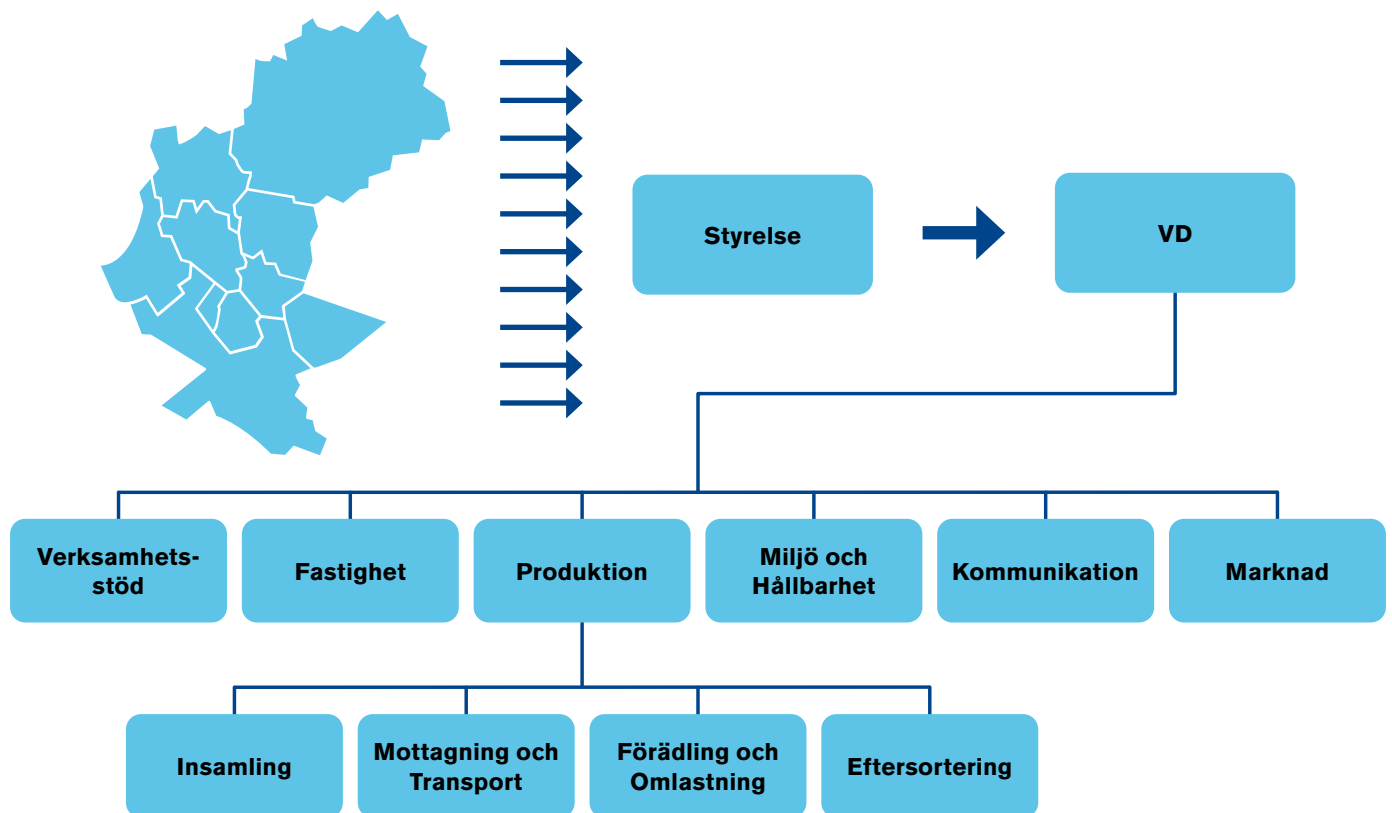 Styrelse
VD
Verksamhets-
stöd
Fastighet
Produktion
Miljö och
Hållbarhet
Kommunikation
Marknad
Insamling
Mottagning och
Transport
Förädling och
Omlastning
Eftersortering